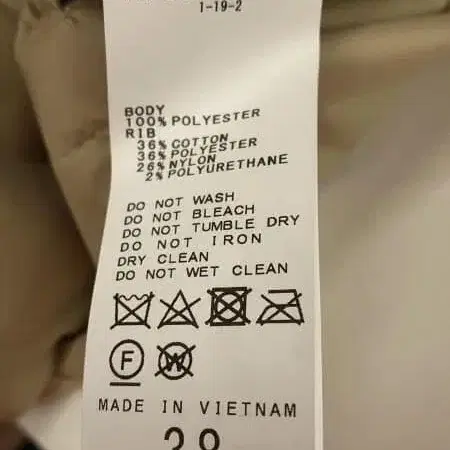 1-19-2
BODY
100% POLYESTER
RIB
36% COTTON
36% POLYESTER
26% NYLON
2% POLYURETHANE
DO NOT WASH
DO NOT BLEACH
DO NOT TUMBLE DRY
DO NOT IRON
DRY CLEAN
DO NOT WET CLEAN
F W
MADE IN VIETNAM